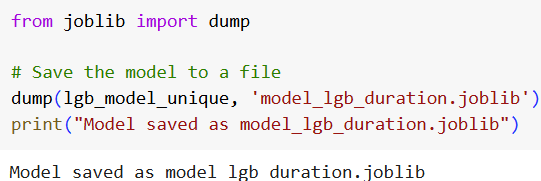 from joblib import dump
# Save the model to a file
dump(lgb_model_unique, 'model_lgb_duration.joblib')
print("Model saved as model_lgb_duration.joblib")
Model saved as model lgb duration.joblib